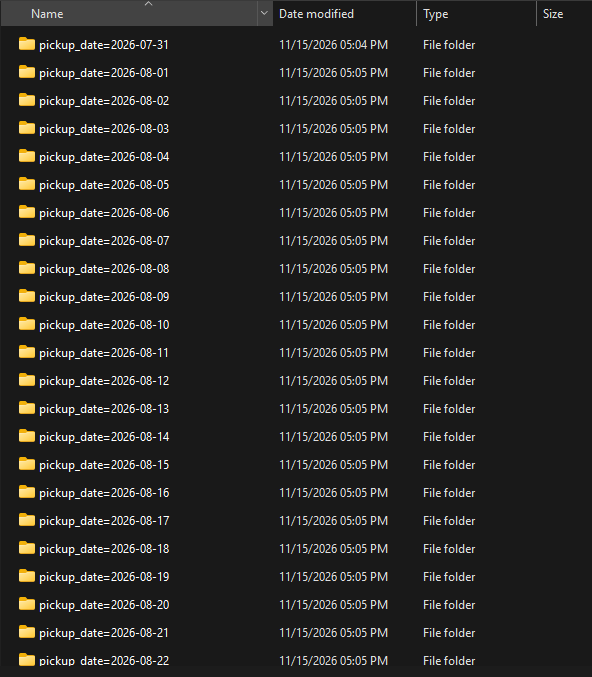 Name Date modified Type Size
pickup_date=2026-07-31 11/15/2026 05:04 PM File folder
pickup_date=2026-08-01 11/15/2026 05:05 PM File folder
pickup_date=2026-08-02 11/15/2026 05:05 PM File folder
pickup_date=2026-08-03 11/15/2026 05:05 PM File folder
pickup_date=2026-08-04 11/15/2026 05:05 PM File folder
pickup_date=2026-08-05 11/15/2026 05:05 PM File folder
pickup_date=2026-08-06 11/15/2026 05:05 PM File folder
pickup_date=2026-08-07 11/15/2026 05:05 PM File folder
pickup_date=2026-08-08 11/15/2026 05:05 PM File folder
pickup_date=2026-08-09 11/15/2026 05:05 PM File folder
pickup_date=2026-08-10 11/15/2026 05:05 PM File folder
pickup_date=2026-08-11 11/15/2026 05:05 PM File folder
pickup_date=2026-08-12 11/15/2026 05:05 PM File folder
pickup_date=2026-08-13 11/15/2026 05:05 PM File folder
pickup_date=2026-08-14 11/15/2026 05:05 PM File folder
pickup_date=2026-08-15 11/15/2026 05:05 PM File folder
pickup_date=2026-08-16 11/15/2026 05:05 PM File folder
pickup_date=2026-08-17 11/15/2026 05:05 PM File folder
pickup_date=2026-08-18 11/15/2026 05:05 PM File folder
pickup_date=2026-08-19 11/15/2026 05:05 PM File folder
pickup_date=2026-08-20 11/15/2026 05:05 PM File folder
pickup_date=2026-08-21 11/15/2026 05:05 PM File folder
pickup_date=2026-08-22 11/15/2026 05:05 PM File folder